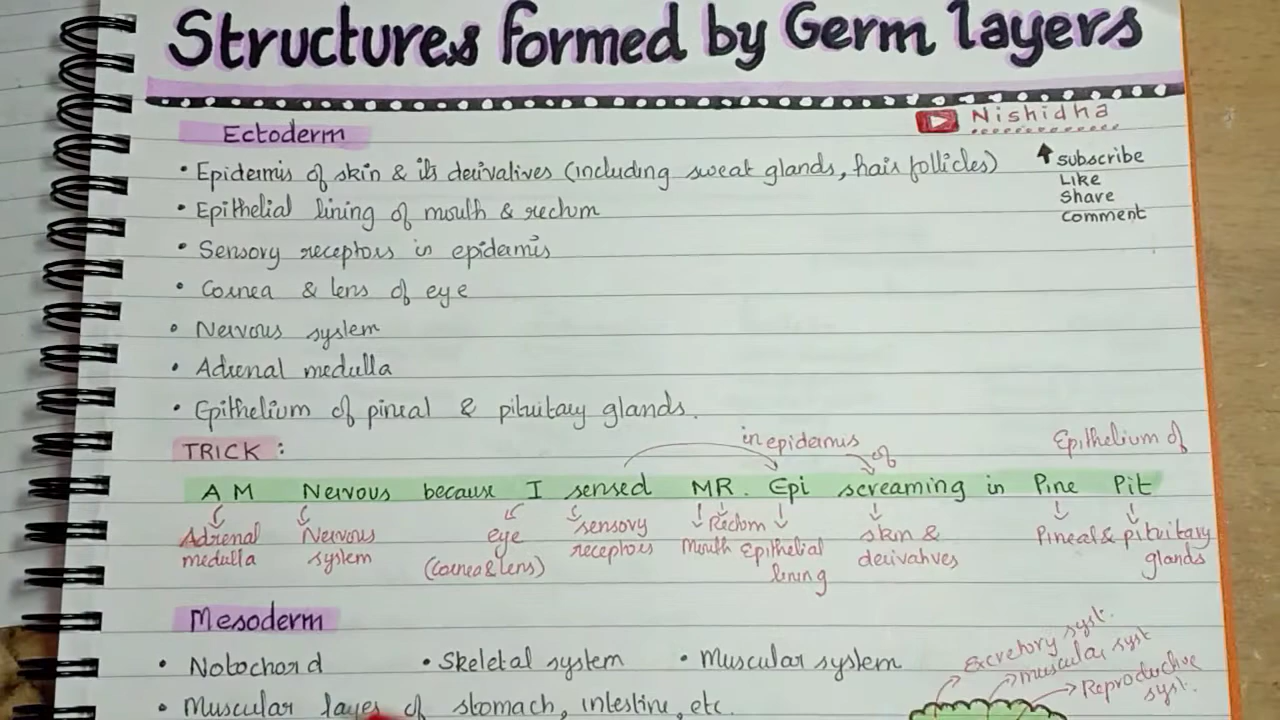 Structures formed by Germ layers
Nishidha
Ectoderm
subscribe
Like
Share
comment
• Epidermis of skin & its derivatives (including sweat glands, hair follicles)
• Epithelial lining of mouth & rectum
• Sensory receptors in epidermis
• Cornea & lens of eye
• Nervous system
• Adrenal medulla
• Epithelium of pineal & pituitary glands.
TRICK :
in epidermis
of
Epithelium of
AM Nervous because I sensed MR. Epi screaming in Pine Pit
Adrenal medulla
Nervous system
eye (cornea & lens)
sensory receptors
Mouth
Rectum
Epithelial lining
skin & derivatives
Pineal & pituitary glands
Mesoderm
• Notochord • Skeletal system • Muscular system
• Muscular layer of stomach, intestine, etc.
Excretory syst.
muscular syst
Reproductive syst.